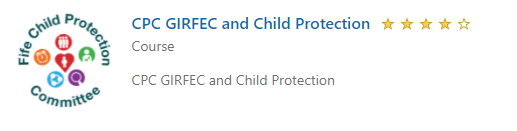 Fife Child Protection
Committee
CPC GIRFEC and Child Protection
Course
CPC GIRFEC and Child Protection